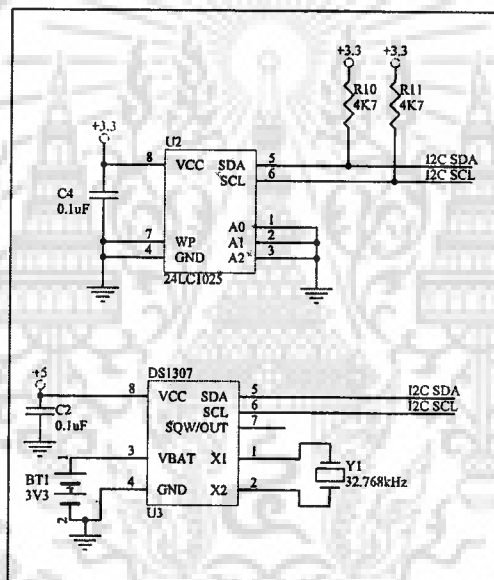 +3.3 +3.3
R10 R11
4K7 4K7
+3.3
U2
8 VCC SDA 5 I2C SDA
SCL 6 I2C SCL
C4
0.1uF
A0 1
7 WP A1 2
4 GND A2 3
24LC1025
+5
DS1307
8 VCC SDA 5 I2C SDA
C2 SCL 6 I2C SCL
0.1uF SQW/OUT 7
3 VBAT X1 1
Y1
BT1 4 GND X2 2 32.768kHz
3V3
1
2
U3